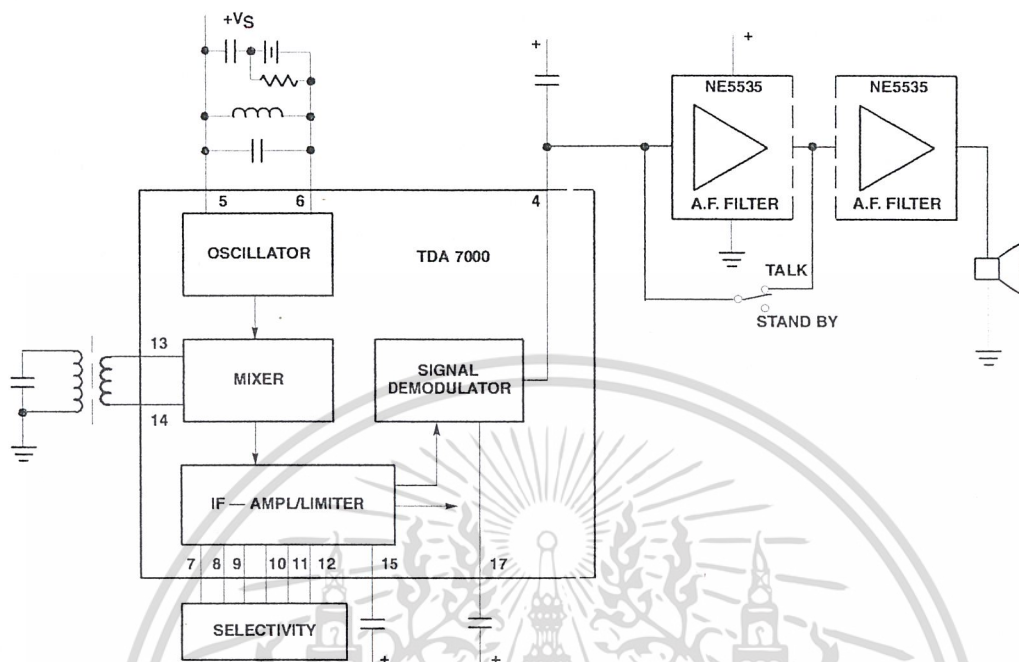 +VS
+
+
NE5535
NE5535
A.F. FILTER
A.F. FILTER
5
6
4
OSCILLATOR
TDA 7000
TALK
STAND BY
13
MIXER
SIGNAL
DEMODULATOR
14
IF — AMPL/LIMITER
7
8
9
10
11
12
15
17
SELECTIVITY
+
+